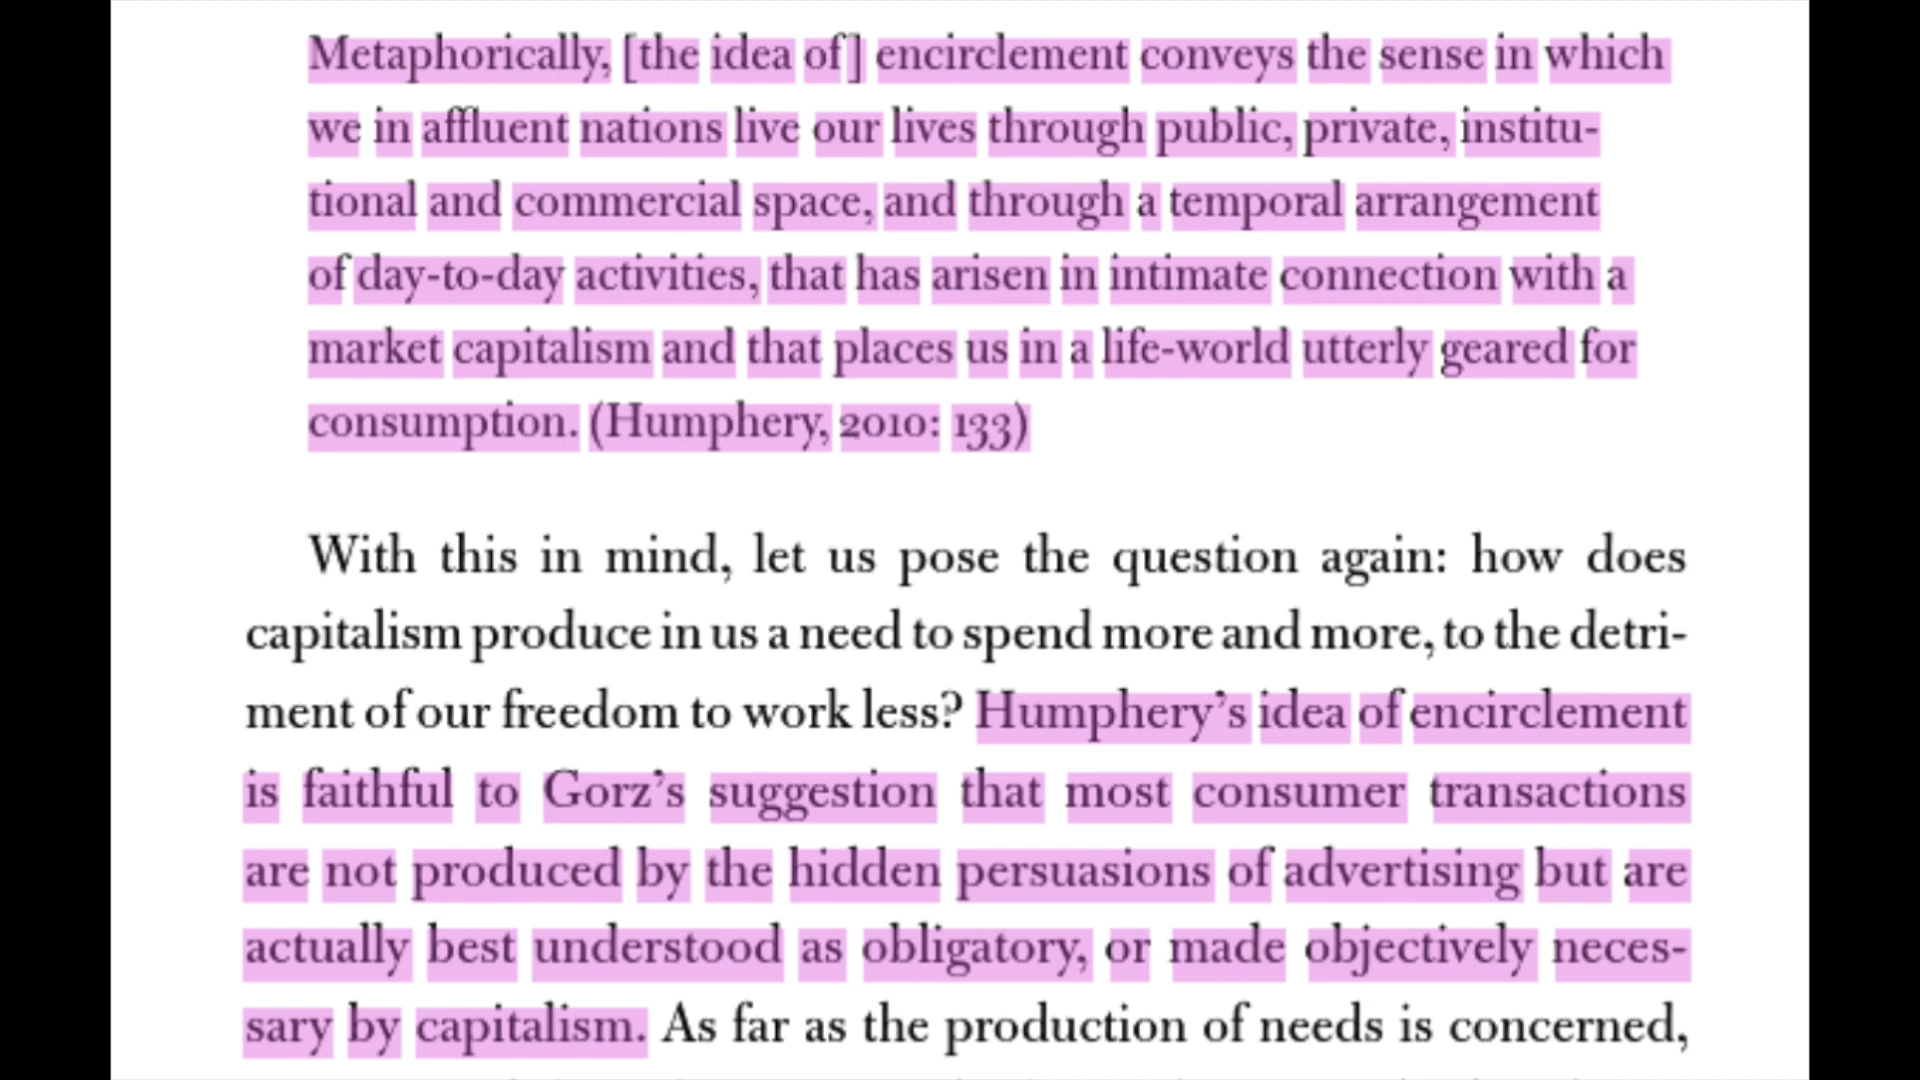 Metaphorically, [the idea of] encirclement conveys the sense in which
we in affluent nations live our lives through public, private, institu-
tional and commercial space, and through a temporal arrangement
of day-to-day activities, that has arisen in intimate connection with a
market capitalism and that places us in a life-world utterly geared for
consumption. (Humphery, 2010: 133)
With this in mind, let us pose the question again: how does
capitalism produce in us a need to spend more and more, to the detri-
ment of our freedom to work less? Humphery’s idea of encirclement
is faithful to Gorz’s suggestion that most consumer transactions
are not produced by the hidden persuasions of advertising but are
actually best understood as obligatory, or made objectively neces-
sary by capitalism. As far as the production of needs is concerned,